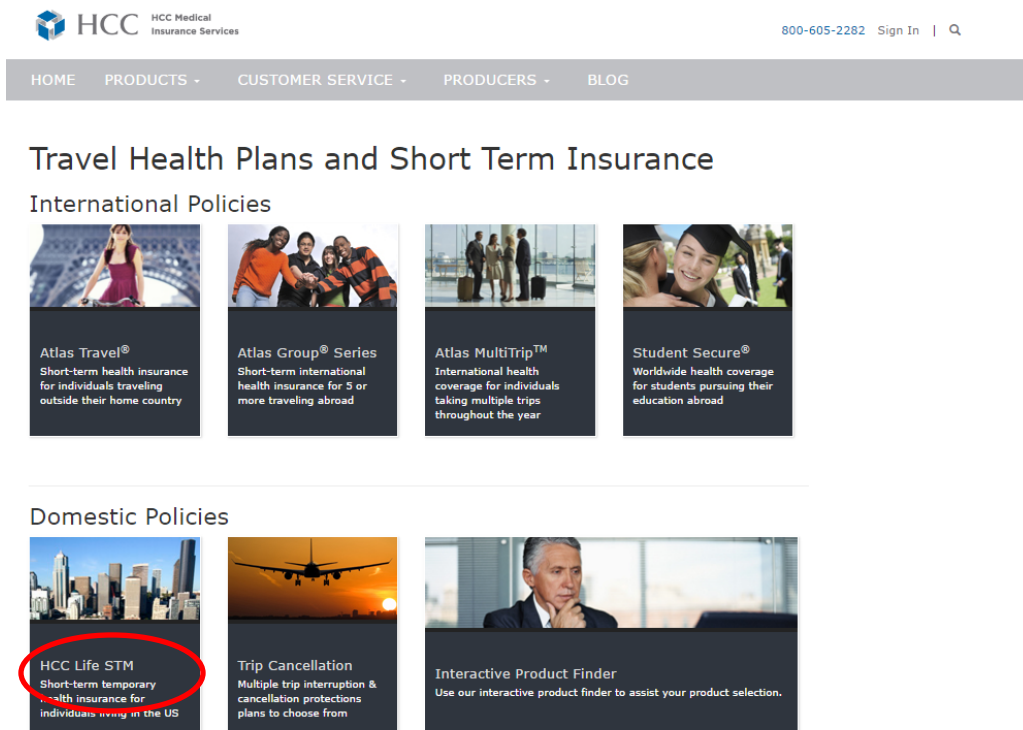 HCC
HCC Medical
Insurance Services
800-605-2282 Sign In |
HOME PRODUCTS CUSTOMER SERVICE PRODUCERS BLOG
Travel Health Plans and Short Term Insurance
International Policies
Atlas Travel®
Short-term health insurance
for individuals traveling
outside their home country
Atlas Group® Series
Short-term international
health insurance for 5 or
more traveling abroad
Atlas MultiTrip™
International health
coverage for individuals
taking multiple trips
throughout the year
Student Secure®
Worldwide health coverage
for students pursuing their
education abroad
Domestic Policies
HCC Life STM
Short-term temporary
health insurance for
individuals living in the US
Trip Cancellation
Multiple trip interruption &
cancellation protections
plans to choose from
Interactive Product Finder
Use our interactive product finder to assist your product selection.